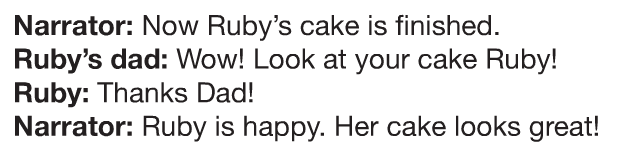 Narrator: Now Ruby’s cake is finished.
Ruby’s dad: Wow! Look at your cake Ruby!
Ruby: Thanks Dad!
Narrator: Ruby is happy. Her cake looks great!